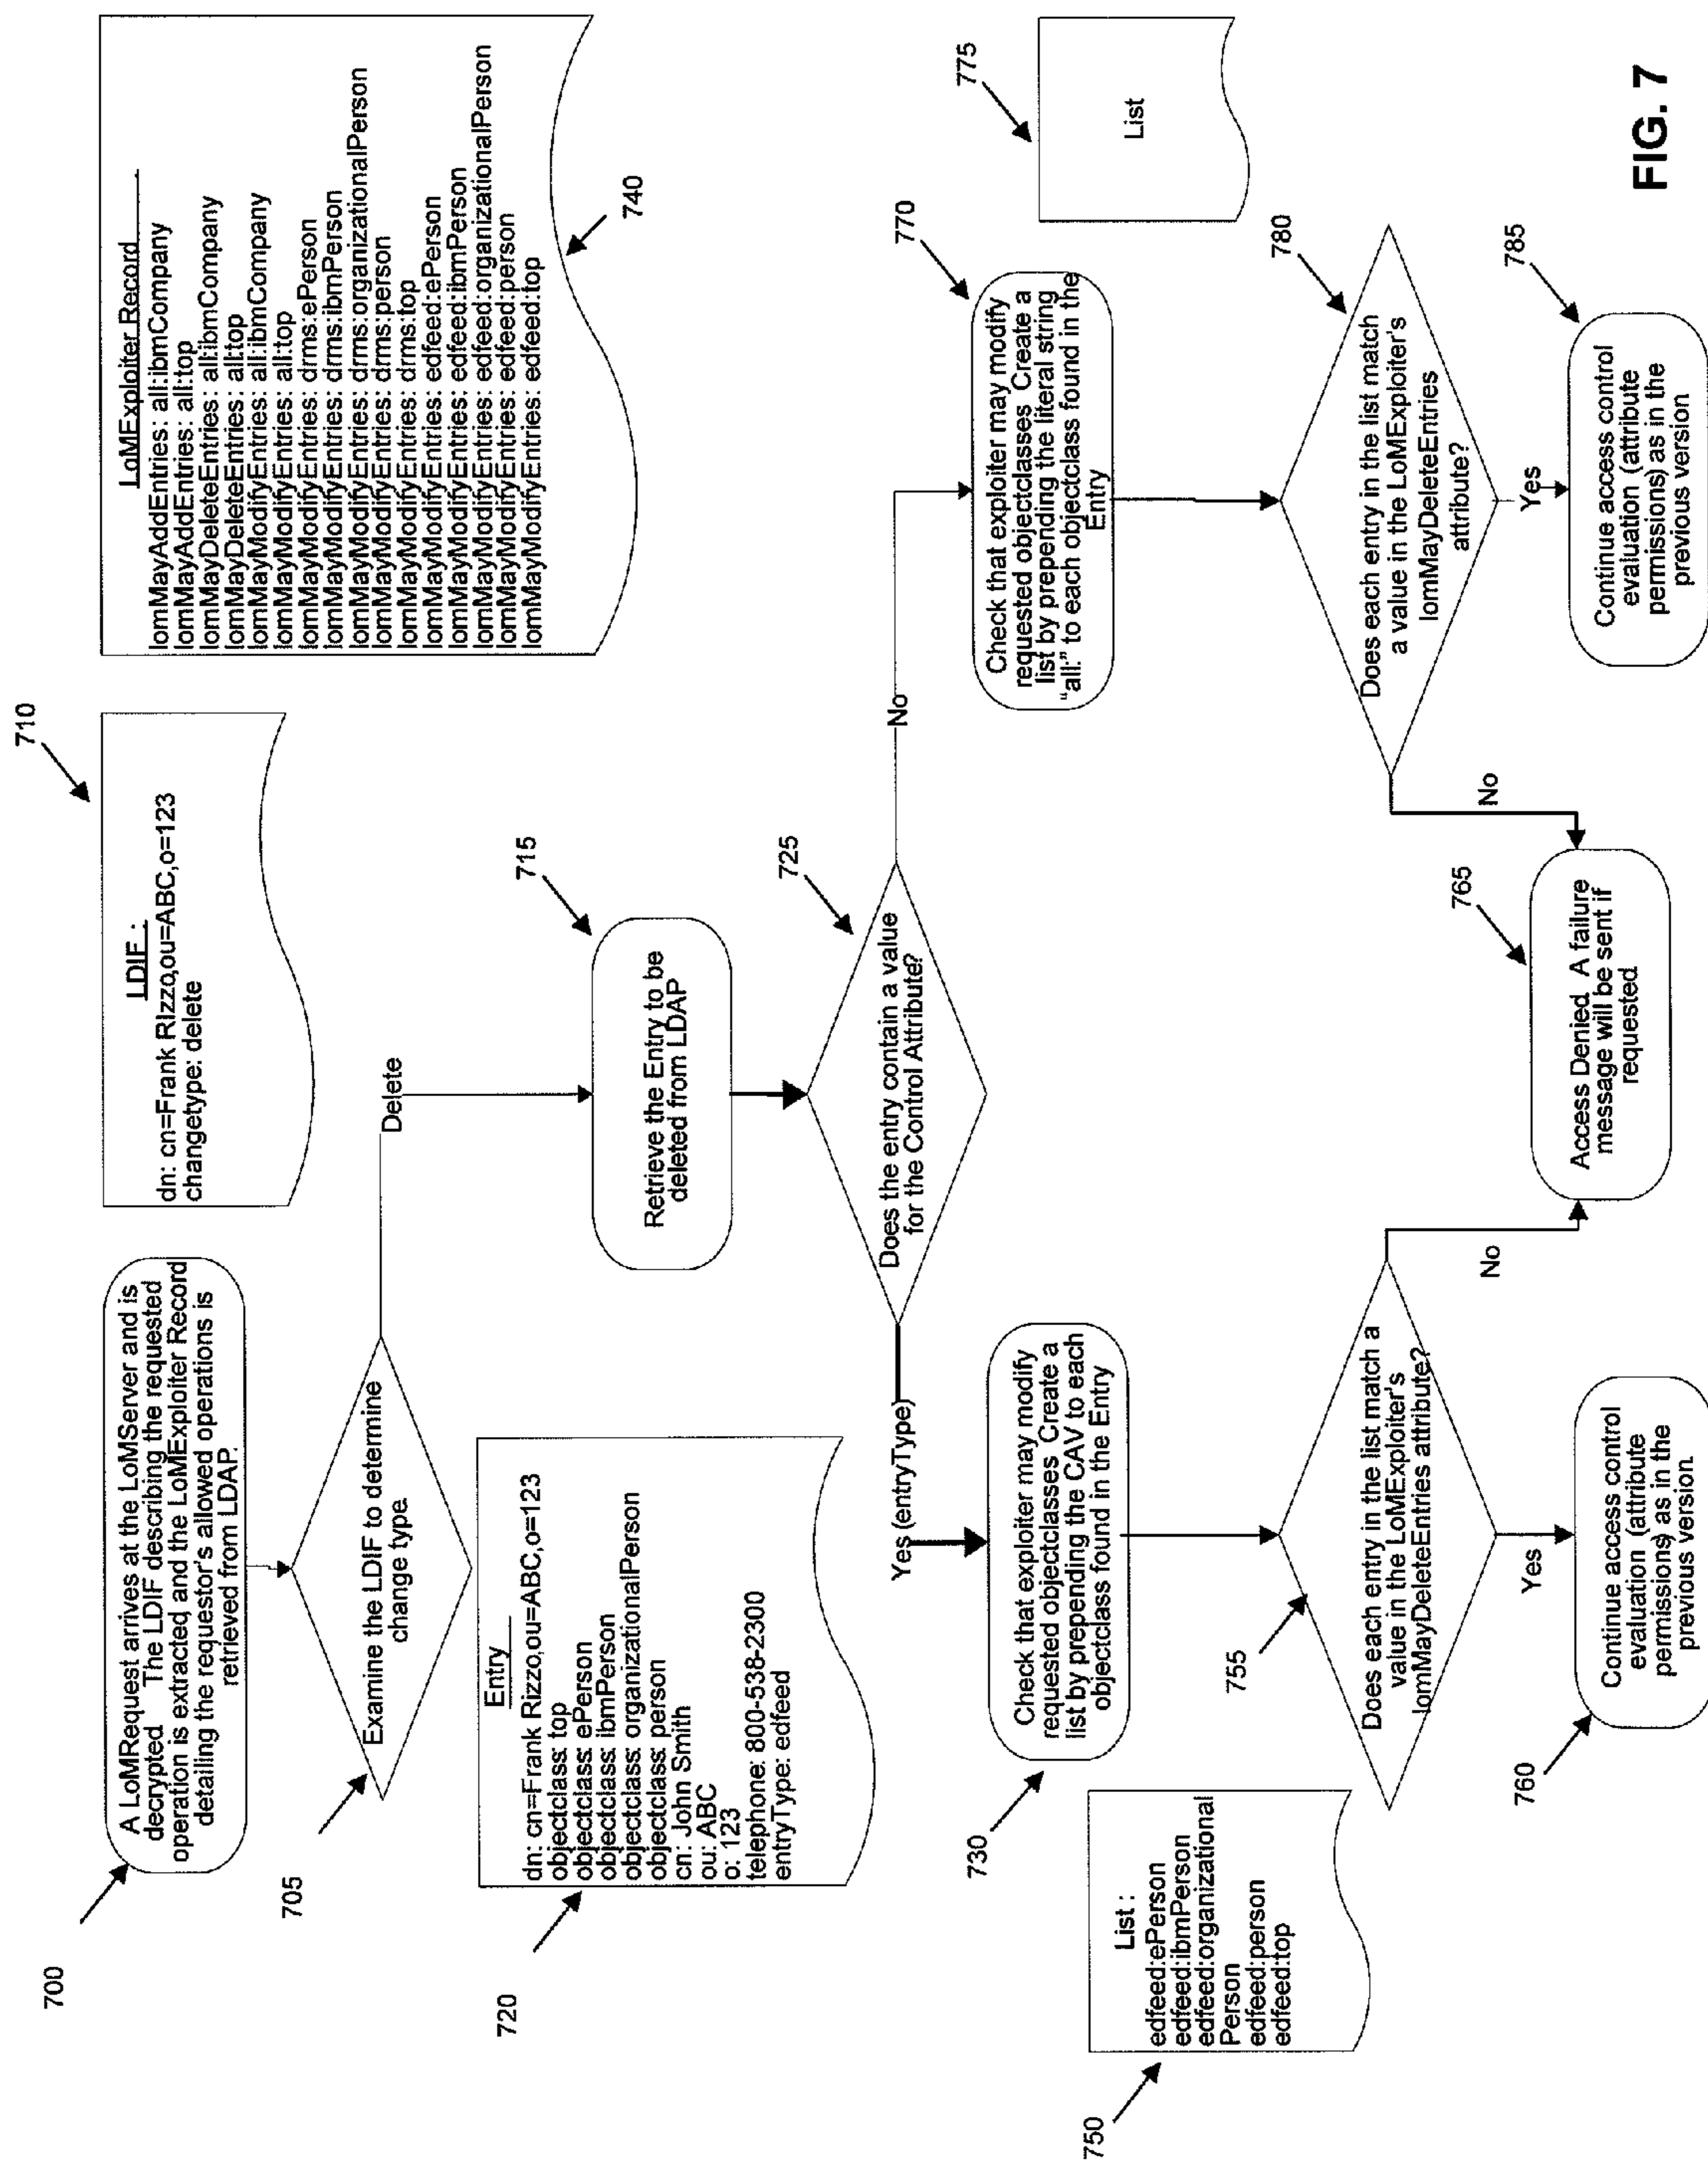 700
A LoMRequest arrives at the LoMServer and is
decrypted. The LDIF describing the requested
operation is extracted and the LoMExploiter Record
detailing the requestor's allowed operations is
retrieved from LDAP.
710
LDIF :
dn: cn=Frank RIzzo,ou=ABC,o=123
changetype: delete
LoMExploiter Record
lomMayAddEntries: all:ibmCompany
lomMayAddEntries: all:top
lomMayDeleteEntries: all:ibmCompany
lomMayDeleteEntries: all:top
lomMayModifyEntries: all:ibmCompany
lomMayModifyEntries: all:top
lomMayModifyEntries: drms:ePerson
lomMayModifyEntries: drms:ibmPerson
lomMayModifyEntries: drms:organizationalPerson
lomMayModifyEntries: drms:person
lomMayModifyEntries: drms:top
lomMayModifyEntries: edfeed:ePerson
lomMayModifyEntries: edfeed:ibmPerson
lomMayModifyEntries: edfeed:organizationalPerson
lomMayModifyEntries: edfeed:person
lomMayModifyEntries: edfeed:top
740
705
Examine the LDIF to determine
change type.
Delete
720
Entry
dn: cn=Frank Rizzo,ou=ABC,o=123
objectclass: top
objectclass: ePerson
objectclass: ibmPerson
objectclass: organizationalPerson
objectclass: person
cn: John Smith
ou: ABC
o: 123
telephone: 800-538-2300
entryType: edfeed
715
Retrieve the Entry to be
deleted from LDAP
725
Does the entry contain a value
for the Control Attribute?
Yes (entryType)
No
730
Check that exploiter may modify
requested objectclasses. Create a
list by prepending the CAV to each
objectclass found in the Entry
770
Check that exploiter may modify
requested objectclasses. Create a
list by prepending the literal string
“all:” to each objectclass found in the
Entry
775
List
750
List :
edfeed:ePerson
edfeed:ibmPerson
edfeed:organizational
Person
edfeed:person
edfeed:top
755
Does each entry in the list match a
value in the LoMExploiter's
lomMayDeleteEntries attribute?
No
Yes
780
Does each entry in the list match
a value in the LoMExploiter's
lomMayDeleteEntries
attribute?
No
Yes
760
Continue access control
evaluation (attribute
permissions) as in the
previous version.
765
Access Denied. A failure
message will be sent if
requested
785
Continue access control
evaluation (attribute
permissions) as in the
previous version
FIG. 7